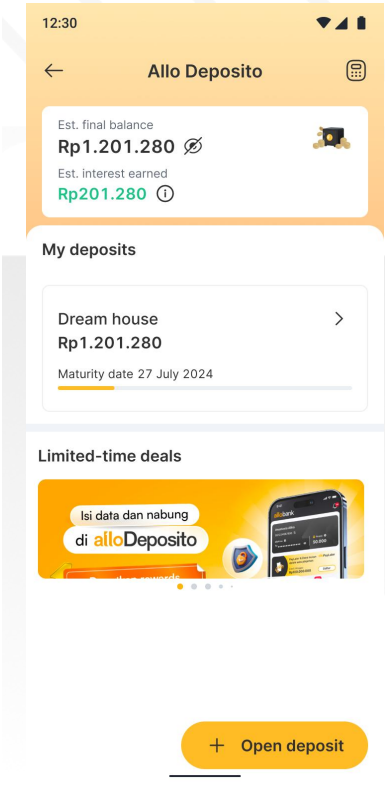 12:30
Allo Deposito
Est. final balance
Rp1.201.280
Est. interest earned
Rp201.280
My deposits
Dream house
Rp1.201.280
Maturity date 27 July 2024
Limited-time deals
Isi data dan nabung
di alloDeposito
allobank
+ Open deposit